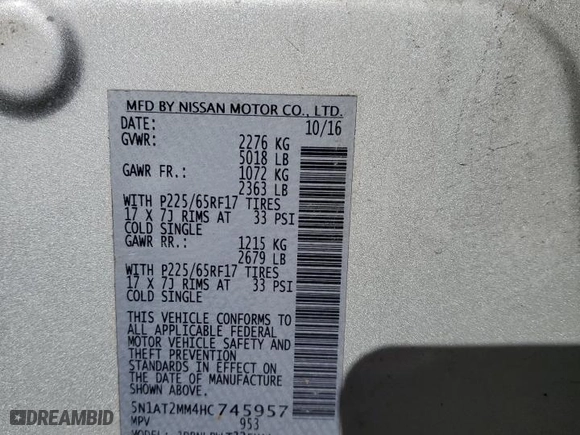 MFD BY NISSAN MOTOR CO., LTD.
DATE: 10/16
GVWR: 2276 KG
5018 LB
GAWR FR.: 1072 KG
2363 LB
WITH P225/65RF17 TIRES
17 X 7J RIMS AT 33 PSI
COLD SINGLE
GAWR RR.: 1215 KG
2679 LB
WITH P225/65RF17 TIRES
17 X 7J RIMS AT 33 PSI
COLD SINGLE
THIS VEHICLE CONFORMS TO
ALL APPLICABLE FEDERAL
MOTOR VEHICLE SAFETY AND
THEFT PREVENTION
STANDARDS IN EFFECT ON
THE DATE OF MANUFACTURE
SHOWN ABOVE.
5N1AT2MM4HC745957
MPV 953
DREAMBID
DREAMBID